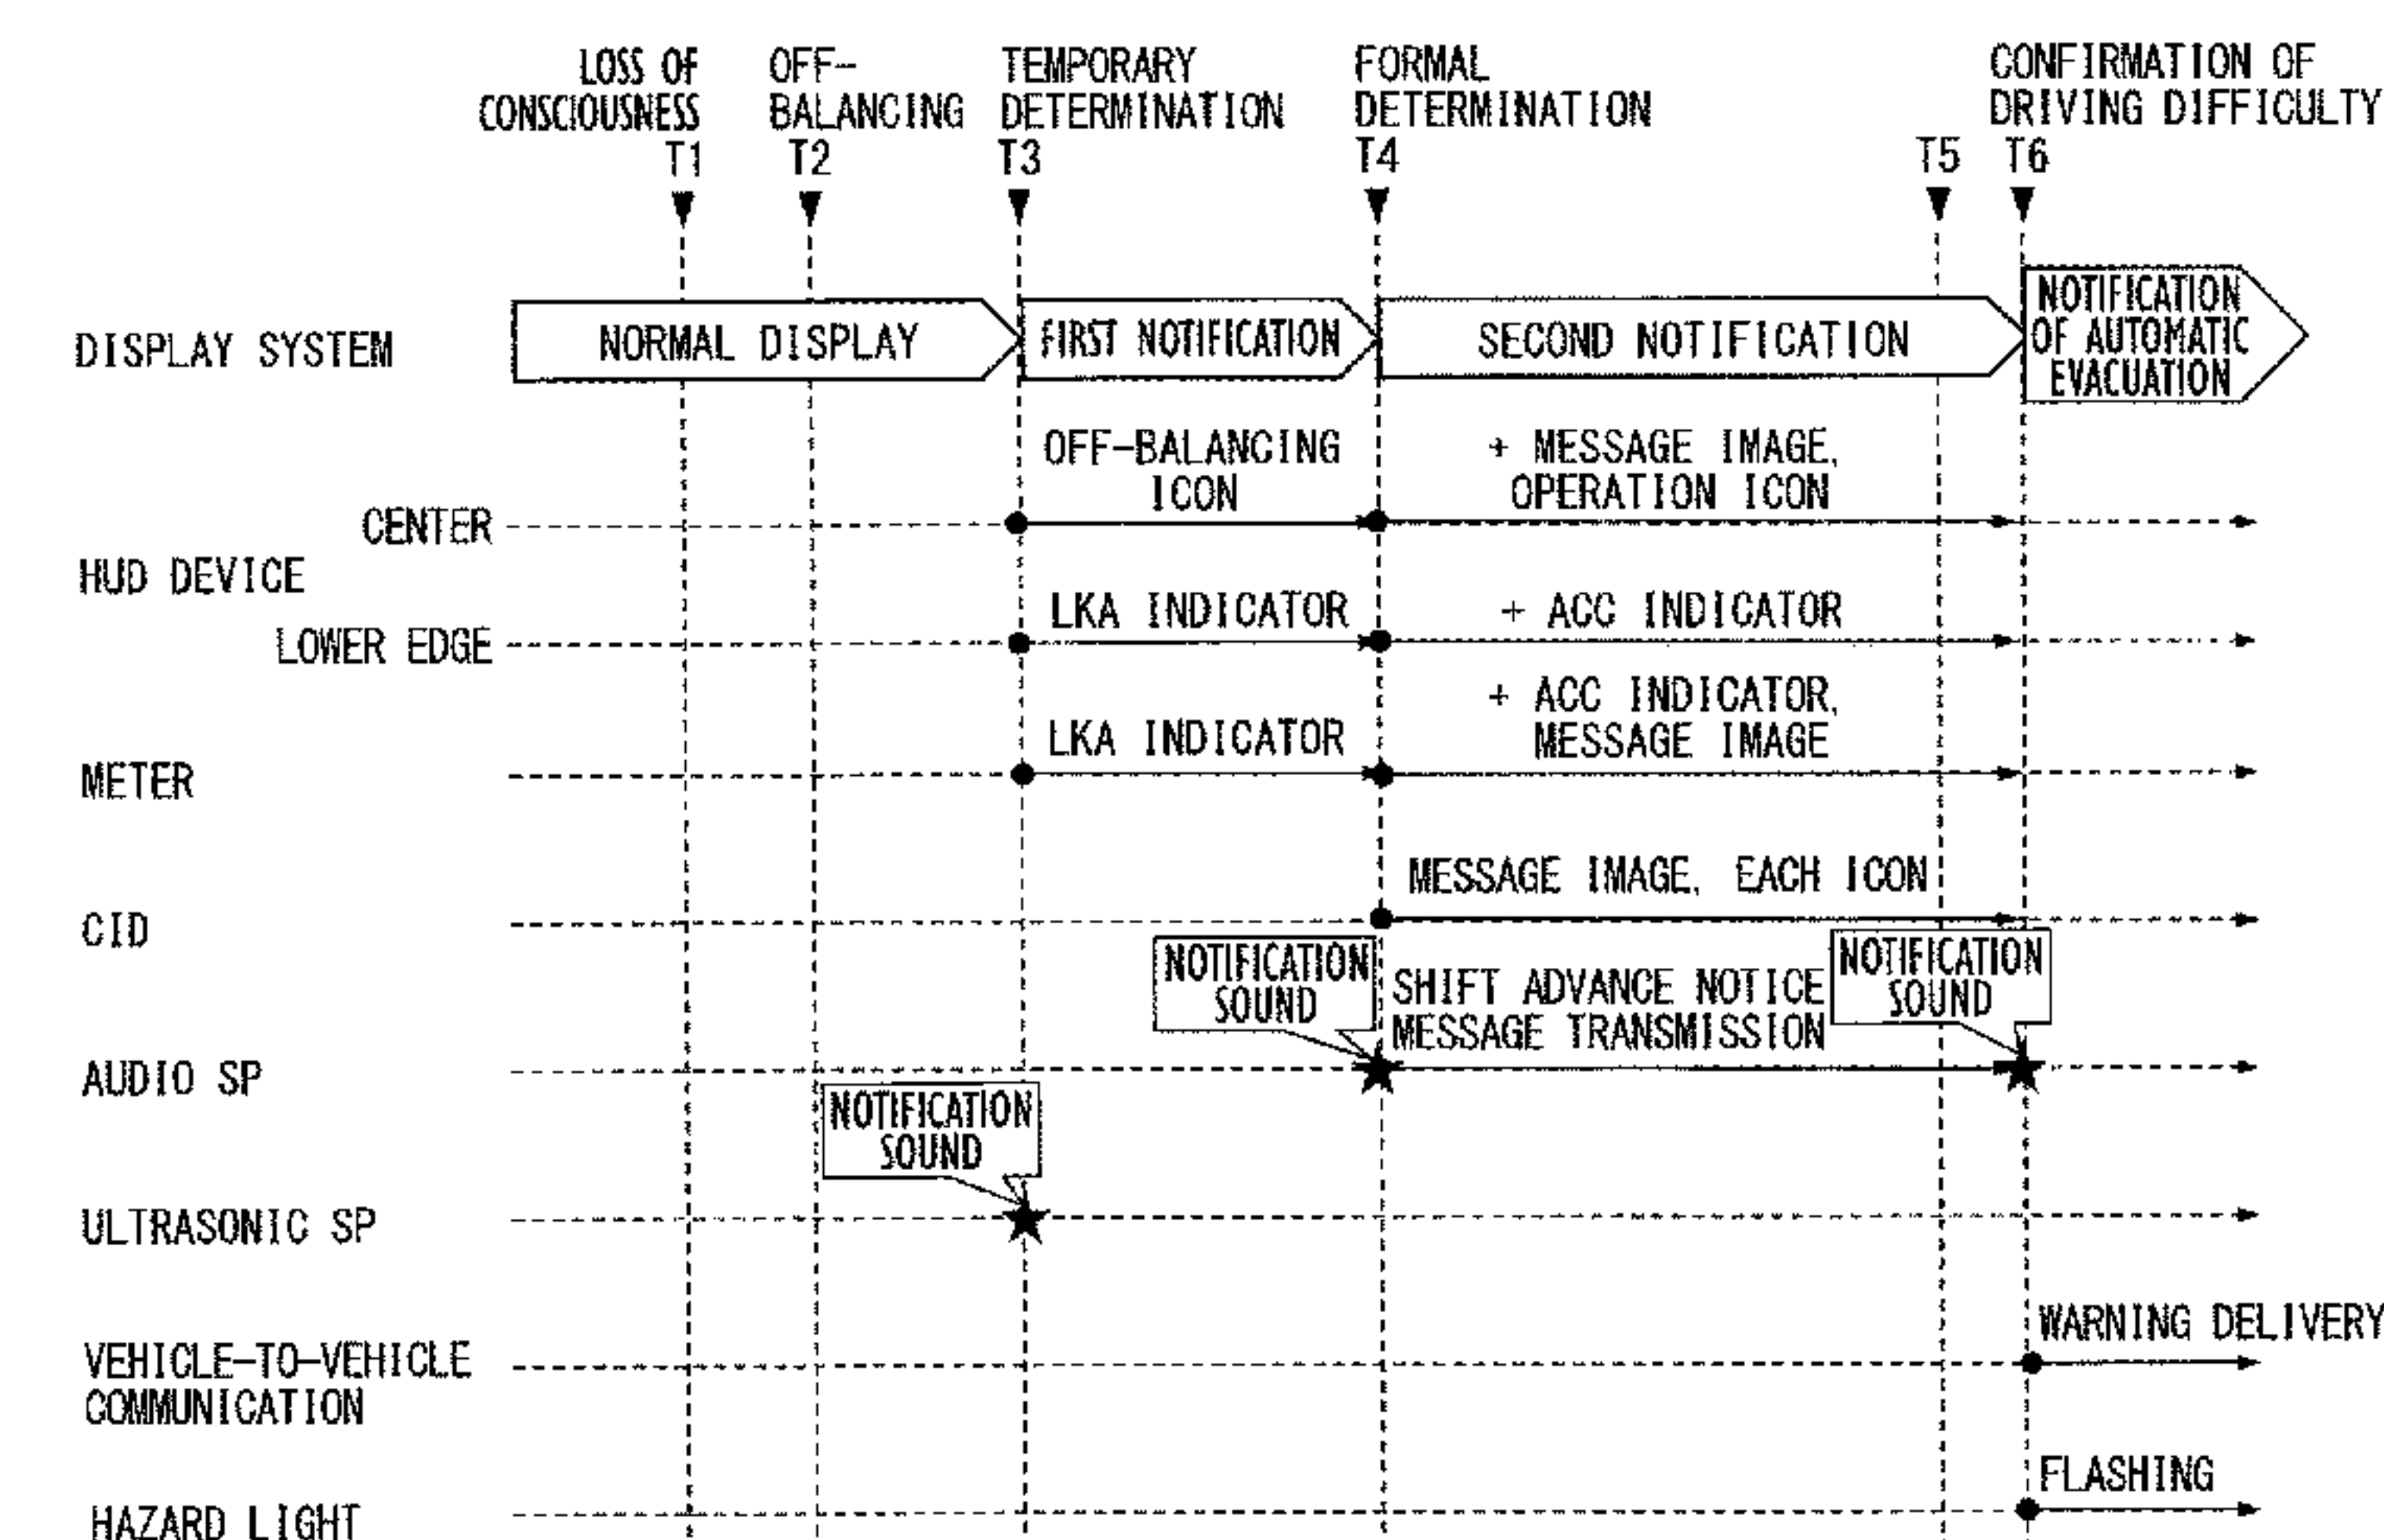 LOSS OF
CONSCIOUSNESS
T1
OFF-
BALANCING
T2
TEMPORARY
DETERMINATION
T3
FORMAL
DETERMINATION
T4
T5
CONFIRMATION OF
DRIVING DIFFICULTY
T6
DISPLAY SYSTEM
NORMAL DISPLAY
FIRST NOTIFICATION
SECOND NOTIFICATION
NOTIFICATION
OF AUTOMATIC
EVACUATION
HUD DEVICE
CENTER
OFF-BALANCING
ICON
+ MESSAGE IMAGE,
OPERATION ICON
LOWER EDGE
LKA INDICATOR
+ ACC INDICATOR
METER
LKA INDICATOR
+ ACC INDICATOR,
MESSAGE IMAGE
CID
MESSAGE IMAGE, EACH ICON
AUDIO SP
NOTIFICATION
SOUND
SHIFT ADVANCE NOTICE
MESSAGE TRANSMISSION
NOTIFICATION
SOUND
ULTRASONIC SP
NOTIFICATION
SOUND
VEHICLE-TO-VEHICLE
COMMUNICATION
WARNING DELIVERY
HAZARD LIGHT
FLASHING